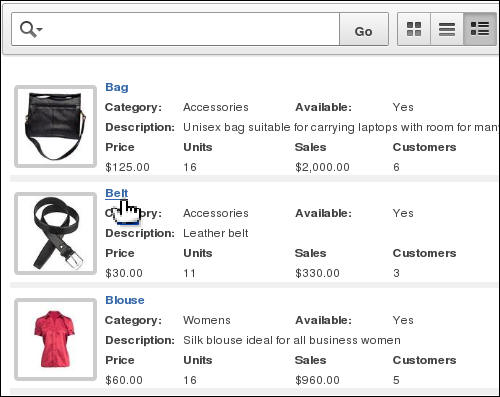 Go
Bag
Category: Accessories Available: Yes
Description: Unisex bag suitable for carrying laptops with room for many
Price Units Sales Customers
$125.00 16 $2,000.00 6
Belt
Category: Accessories Available: Yes
Description: Leather belt
Price Units Sales Customers
$30.00 11 $330.00 3
Blouse
Category: Womens Available: Yes
Description: Silk blouse ideal for all business women
Price Units Sales Customers
$60.00 16 $960.00 5